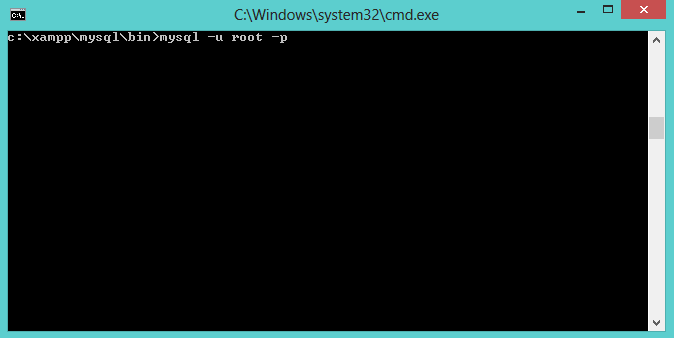 C:\Windows\system32\cmd.exe
c:\xampp\mysql\bin>mysql -u root -p